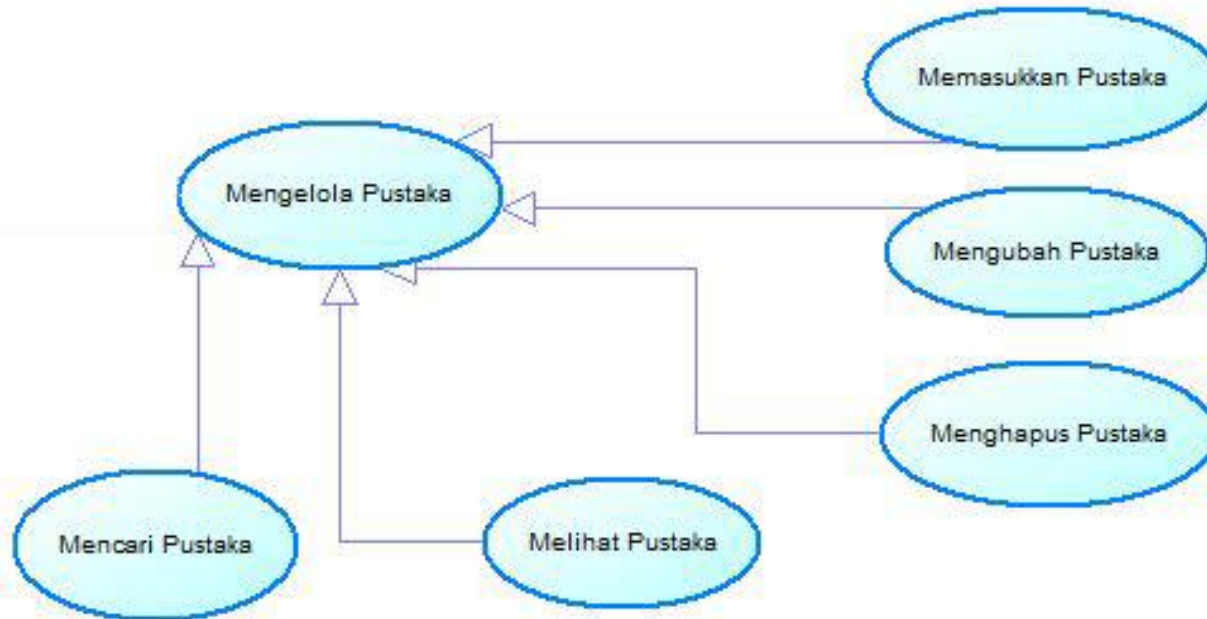 Memasukkan Pustaka
Mengelola Pustaka
Mengubah Pustaka
Menghapus Pustaka
Mencari Pustaka
Melihat Pustaka